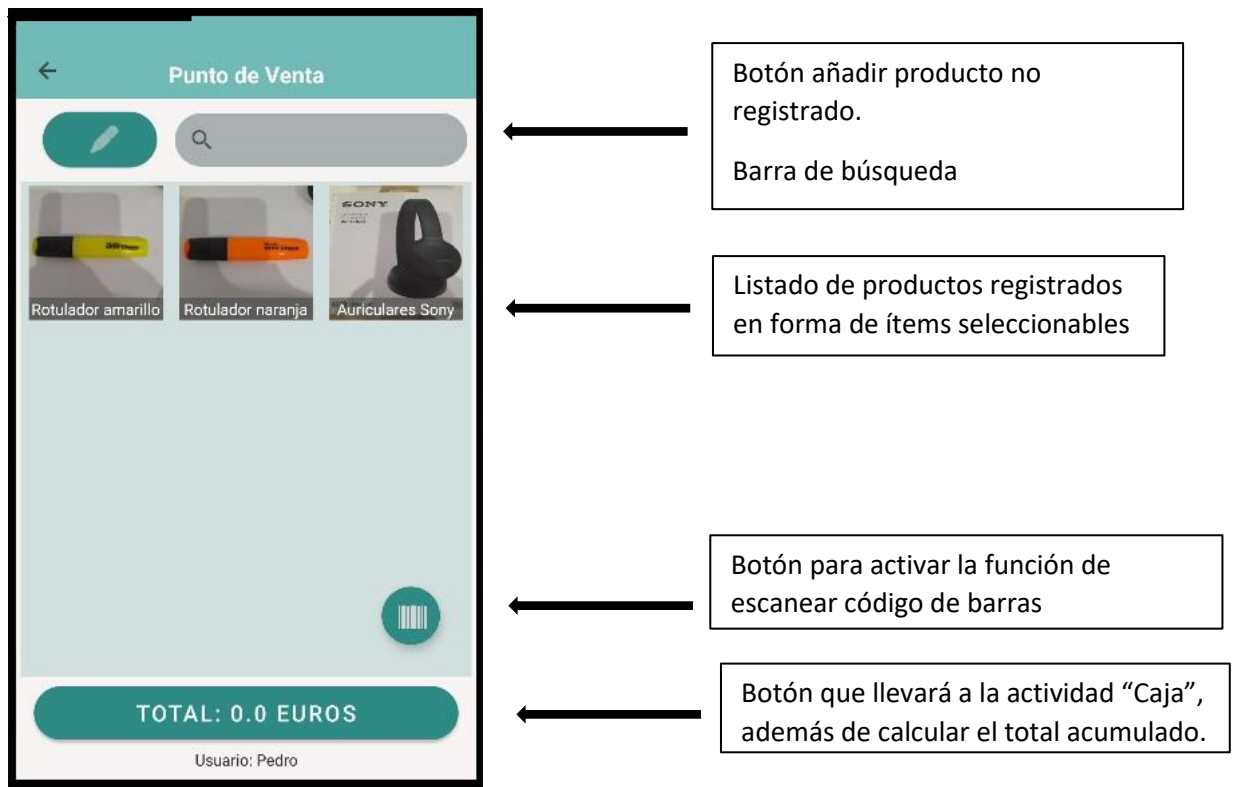 Punto de Venta
Botón añadir producto no
registrado.
Barra de búsqueda
SONY
Rotulador amarillo
Rotulador naranja
Auriculares Sony
Listado de productos registrados
en forma de ítems seleccionables
Botón para activar la función de
escanear código de barras
TOTAL: 0.0 EUROS
Usuario: Pedro
Botón que llevará a la actividad “Caja”,
además de calcular el total acumulado.